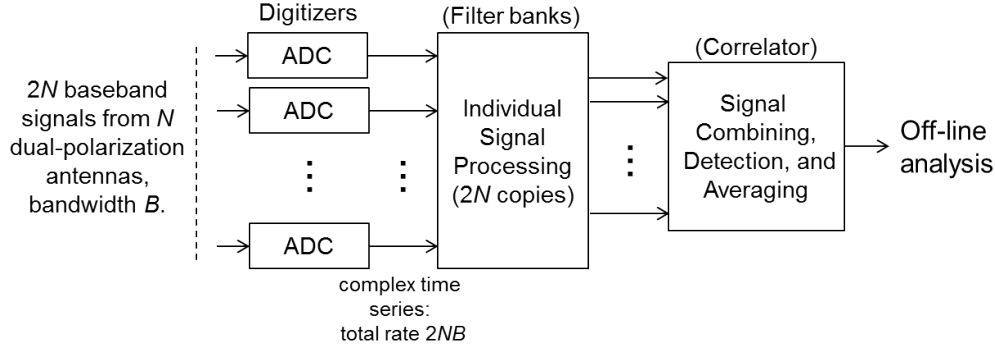 Digitizers
(Filter banks)
(Correlator)
2N baseband
signals from N
dual-polarization
antennas,
bandwidth B.
ADC
ADC
ADC
complex time
series:
total rate 2NB
Individual
Signal
Processing
(2N copies)
Signal
Combining,
Detection, and
Averaging
Off-line
analysis